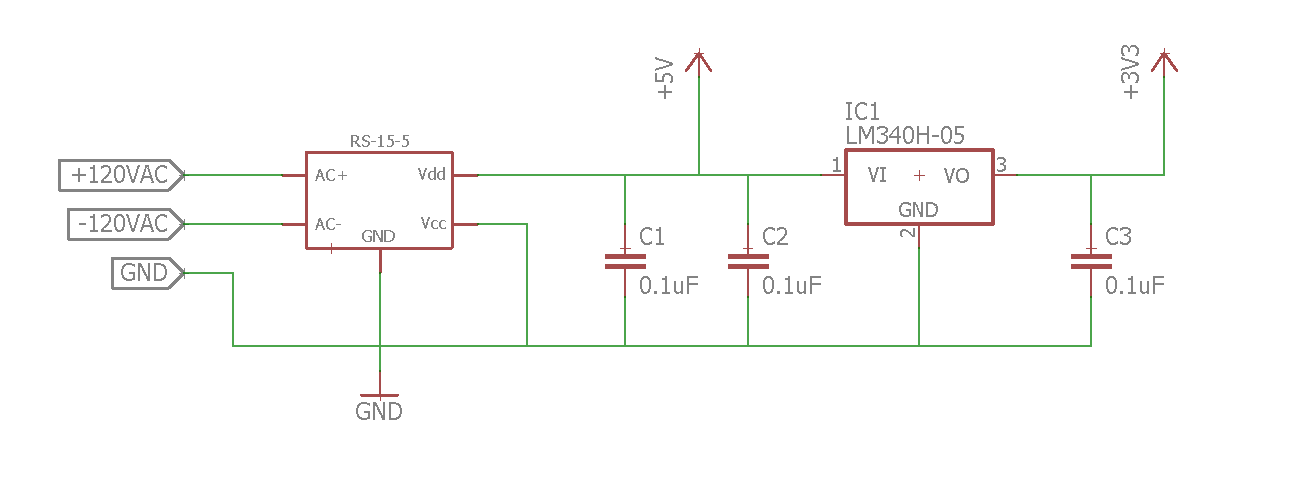 +5V
+3V3
IC1
LM340H-05
RS-15-5
+120VAC
AC+
Vdd
1
VI
VO
3
-120VAC
AC-
Vcc
GND
GND
2
C1
C2
C3
GND
0.1uF
0.1uF
0.1uF
GND